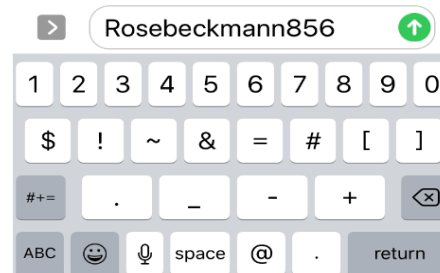 Rosebeckmann856
1 2 3 4 5 6 7 8 9 0
$ ! ~ & = # [ ]
#+= . _ - +
ABC space @ . return